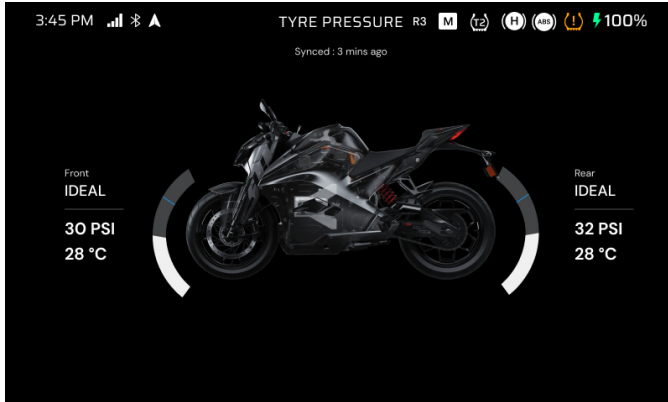 3:45 PM TYRE PRESSURE R3 M T2 H ABS ! 100%
Synced : 3 mins ago
Front
IDEAL
30 PSI
28 °C
Rear
IDEAL
32 PSI
28 °C